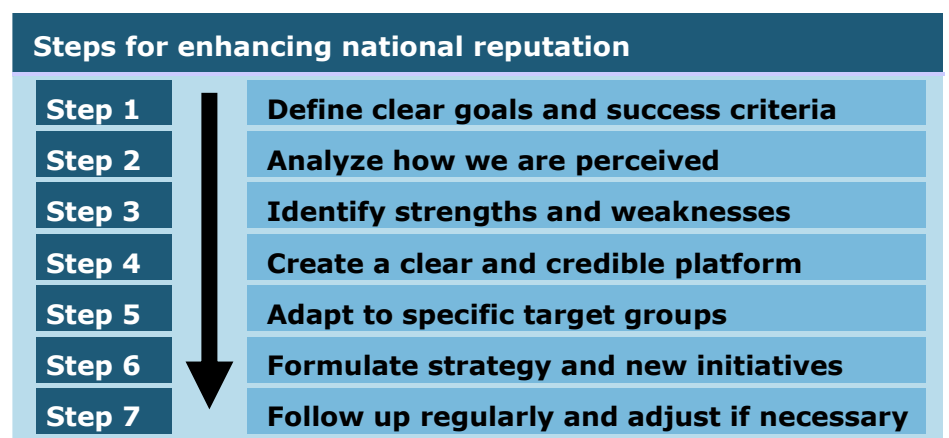 Steps for enhancing national reputation
Step 1 Define clear goals and success criteria
Step 2 Analyze how we are perceived
Step 3 Identify strengths and weaknesses
Step 4 Create a clear and credible platform
Step 5 Adapt to specific target groups
Step 6 Formulate strategy and new initiatives
Step 7 Follow up regularly and adjust if necessary